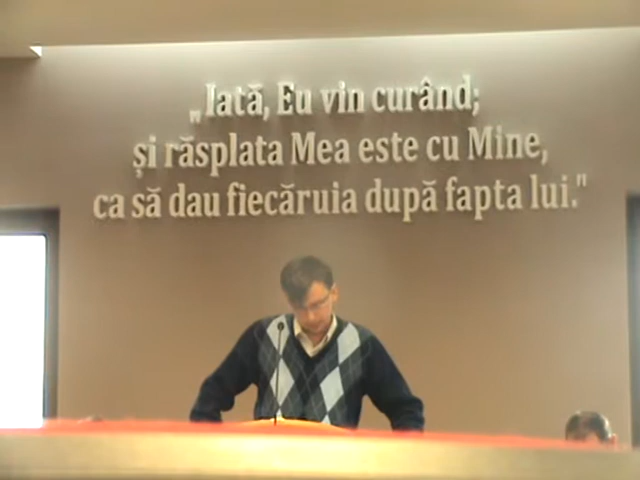 „Iată, Eu vin curând;
și răsplata Mea este cu Mine,
ca să dau fiecăruia după fapta lui."